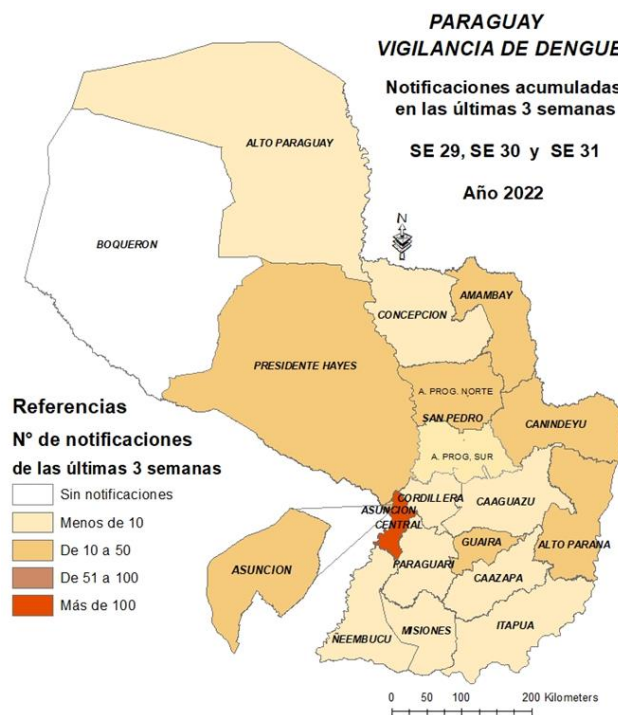 PARAGUAY
VIGILANCIA DE DENGUE
Notificaciones acumuladas
en las últimas 3 semanas
SE 29, SE 30 y SE 31
Año 2022
N
ALTO PARAGUAY
BOQUERON
CONCEPCION
AMAMBAY
PRESIDENTE HAYES
A. PROG. NORTE
SAN PEDRO
CANINDEYU
A. PROG, SUR
CORDILLERA
ASUNCION
CENTRAL
CAAGUAZU
GUAIRA
ALTO PARANA
PARAGUARI
CAAZAPA
ASUNCION
ÑEEMBUCU
MISIONES
ITAPUA
Referencias
N° de notificaciones
de las últimas 3 semanas
Sin notificaciones
Menos de 10
De 10 a 50
De 51 a 100
Más de 100
0 50 100 200 Kilometers